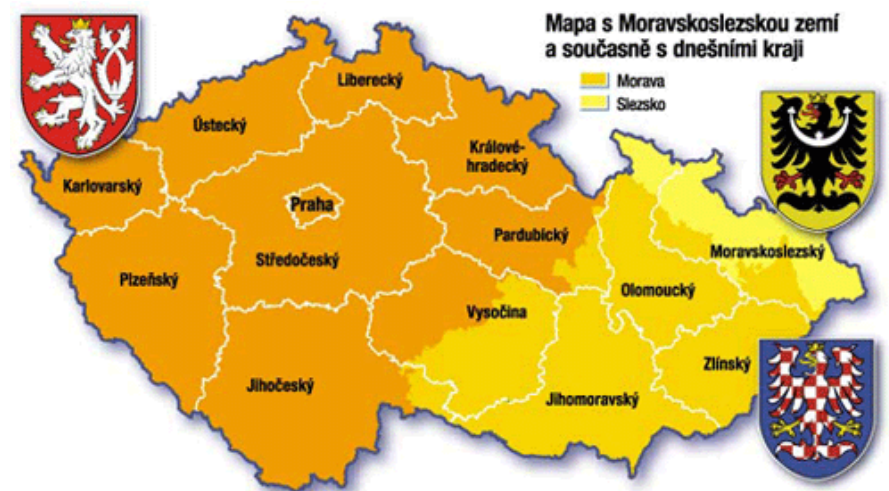 Mapa s Moravskoslezskou zemí
a současně s dnešními kraji
Morava
Slezsko
Liberecký
Ústecký
Králové-
hradecký
Karlovarský
Praha
Pardubický
Středočeský
Moravskoslezský
Plzeňský
Olomoucký
Vysočina
Zlínský
Jihočeský
Jihomoravský